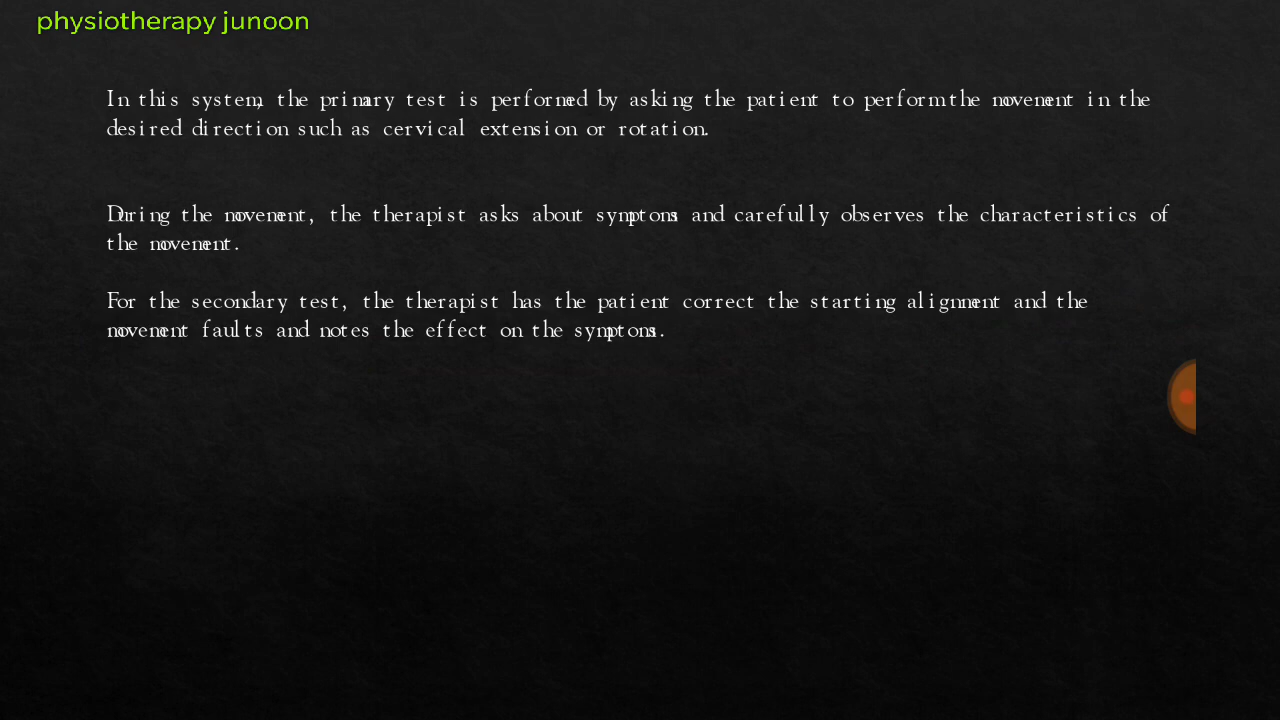 physiotherapy junoon
In this system, the primary test is performed by asking the patient to perform the movement in the
desired direction such as cervical extension or rotation.
During the movement, the therapist asks about symptoms and carefully observes the characteristics of
the movement.
For the secondary test, the therapist has the patient correct the starting alignment and the
movement faults and notes the effect on the symptoms.